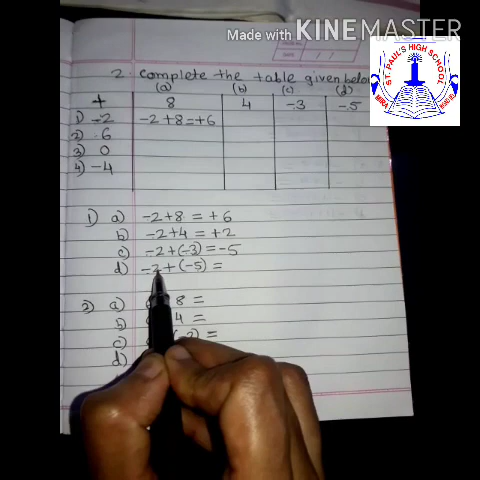 Made with KINEMASTER
ST. PAUL'S HIGH SCHOOL
2. Complete the table given below
(a) (b) (c) (d)
+ 8 4 -3 -5
1) -2 -2+8=+6
2) 6
3) 0
4) -4
1) a) -2+8 = +6
b) -2+4 = +2
c) -2+(-3) = -5
d) -2+(-5) =
2) a) 8 =
b) 4 =
c) =
d)